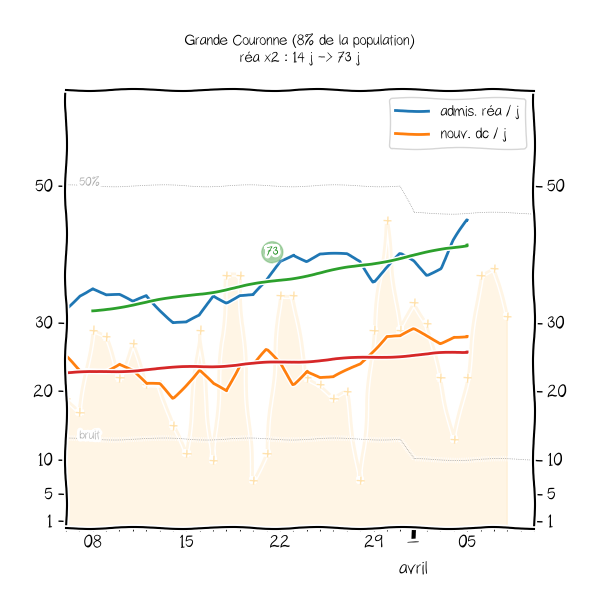 Grande Couronne (8% de la population)
réa x2 : 14 j -> 73 j
admis. réa / j
nouv. dc / j
50 50
50%
73
30 30
20 20
bruit
10 10
5 5
1 1
08 15 22 29 1 05
avril